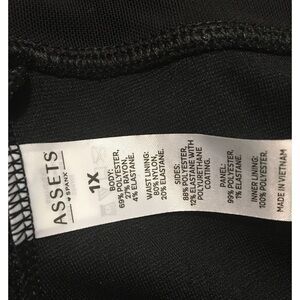 ASSETS
♥ SPANX
1X
BODY:
69% POLYESTER,
27% RAYON,
4% ELASTANE.
WAIST LINING:
80% NYLON,
20% ELASTANE.
SIDES:
88% POLYESTER,
12% ELASTANE WITH
POLYURETHANE
COATING.
PANEL:
99% POLYESTER,
1% ELASTANE.
INNER LINING:
100% POLYESTER.
MADE IN VIETNAM